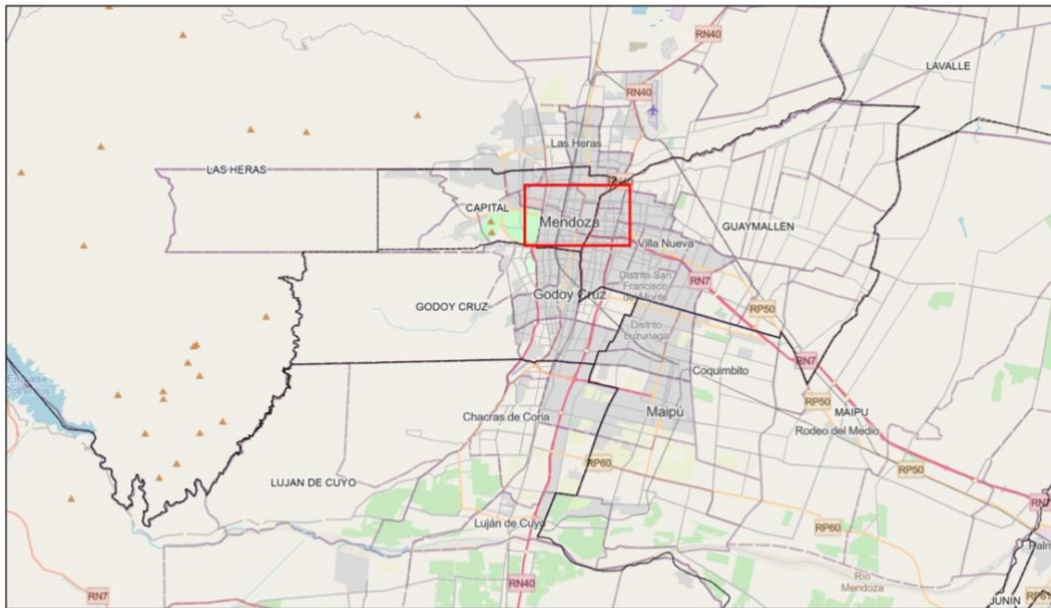 RN40
LAVALLE
RN40
Las Heras
LAS HERAS
CAPITAL
Mendoza
GUAYMALLEN
Villa Nueva
Distrito San
Francisco
del Monte
RN7
Godoy Cruz
GODOY CRUZ
RP50
Distrito
Luzuriaga
RN7
Coquimbito
RP50
Chacras de Coria
Maipú
MAIPU
Rodeo del Medio
RP60
RP50
LUJAN DE CUYO
RN7
Luján de Cuyo
RP60
Río
Mendoza
RN7
RN40
JUNIN